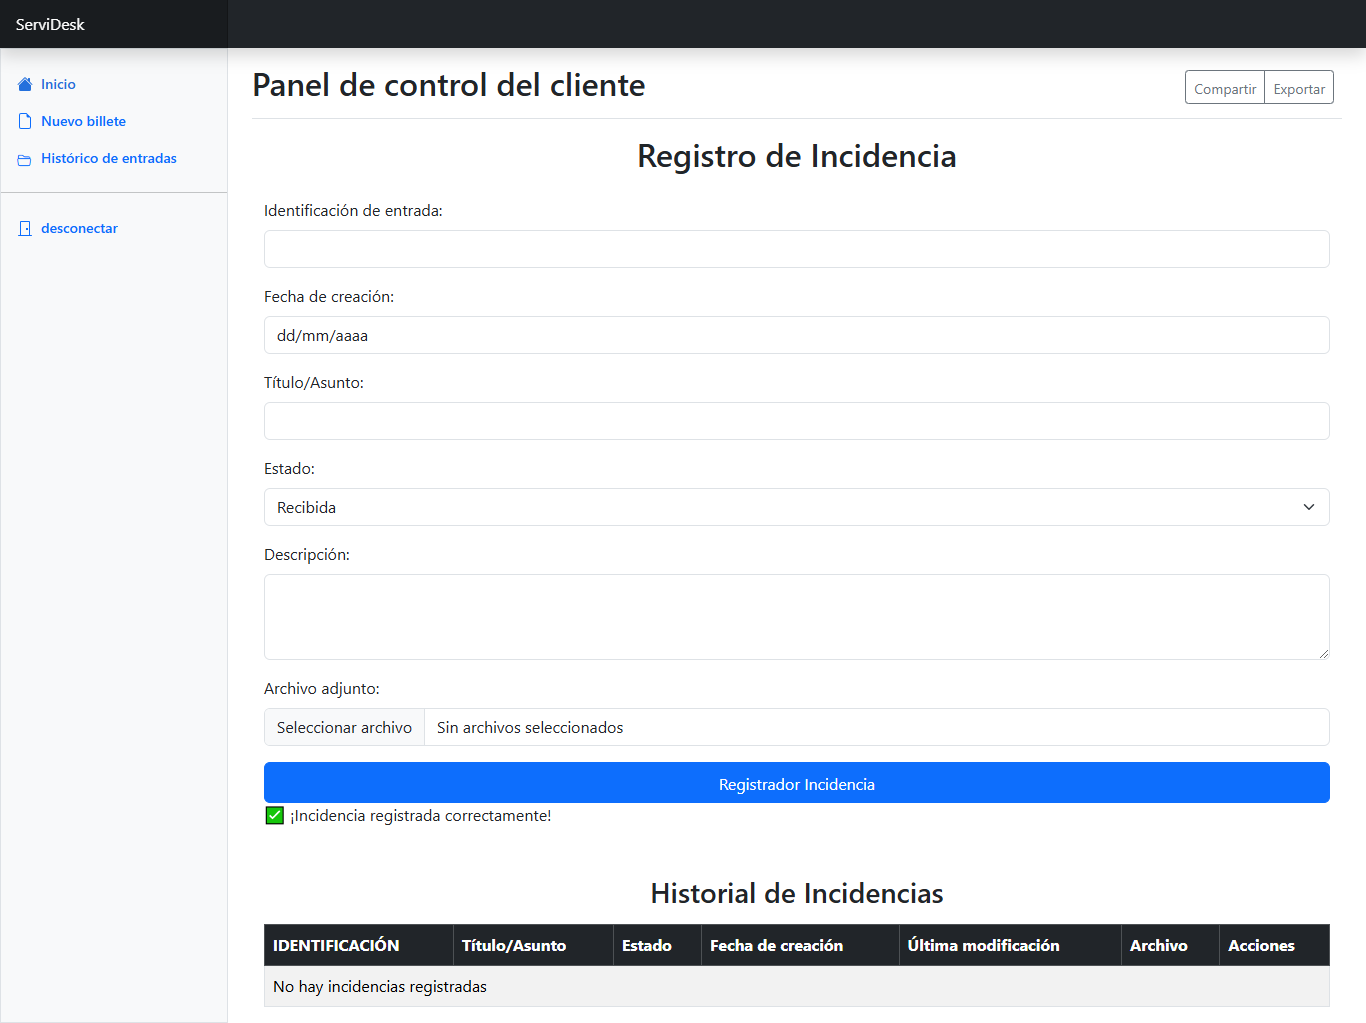 ServiDesk
Inicio
Nuevo billete
Histórico de entradas
desconectar
Panel de control del cliente
Compartir
Exportar
Registro de Incidencia
Identificación de entrada:
Fecha de creación:
dd/mm/aaaa
Título/Asunto:
Estado:
Recibida
Descripción:
Archivo adjunto:
Seleccionar archivo Sin archivos seleccionados
Registrador Incidencia
✅ ¡Incidencia registrada correctamente!
Historial de Incidencias
IDENTIFICACIÓN Título/Asunto Estado Fecha de creación Última modificación Archivo Acciones
No hay incidencias registradas